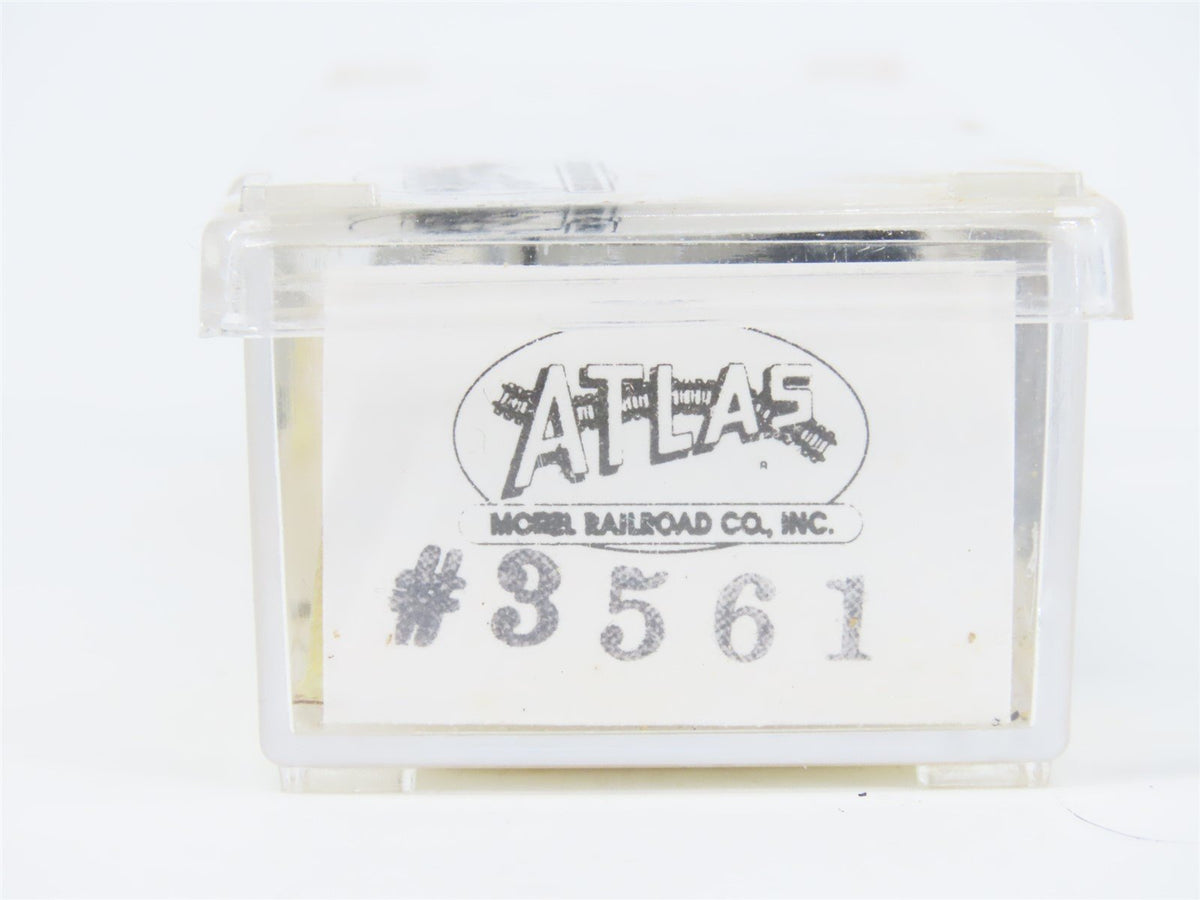 ATLAS
R
MODEL RAILROAD CO., INC.
#3561